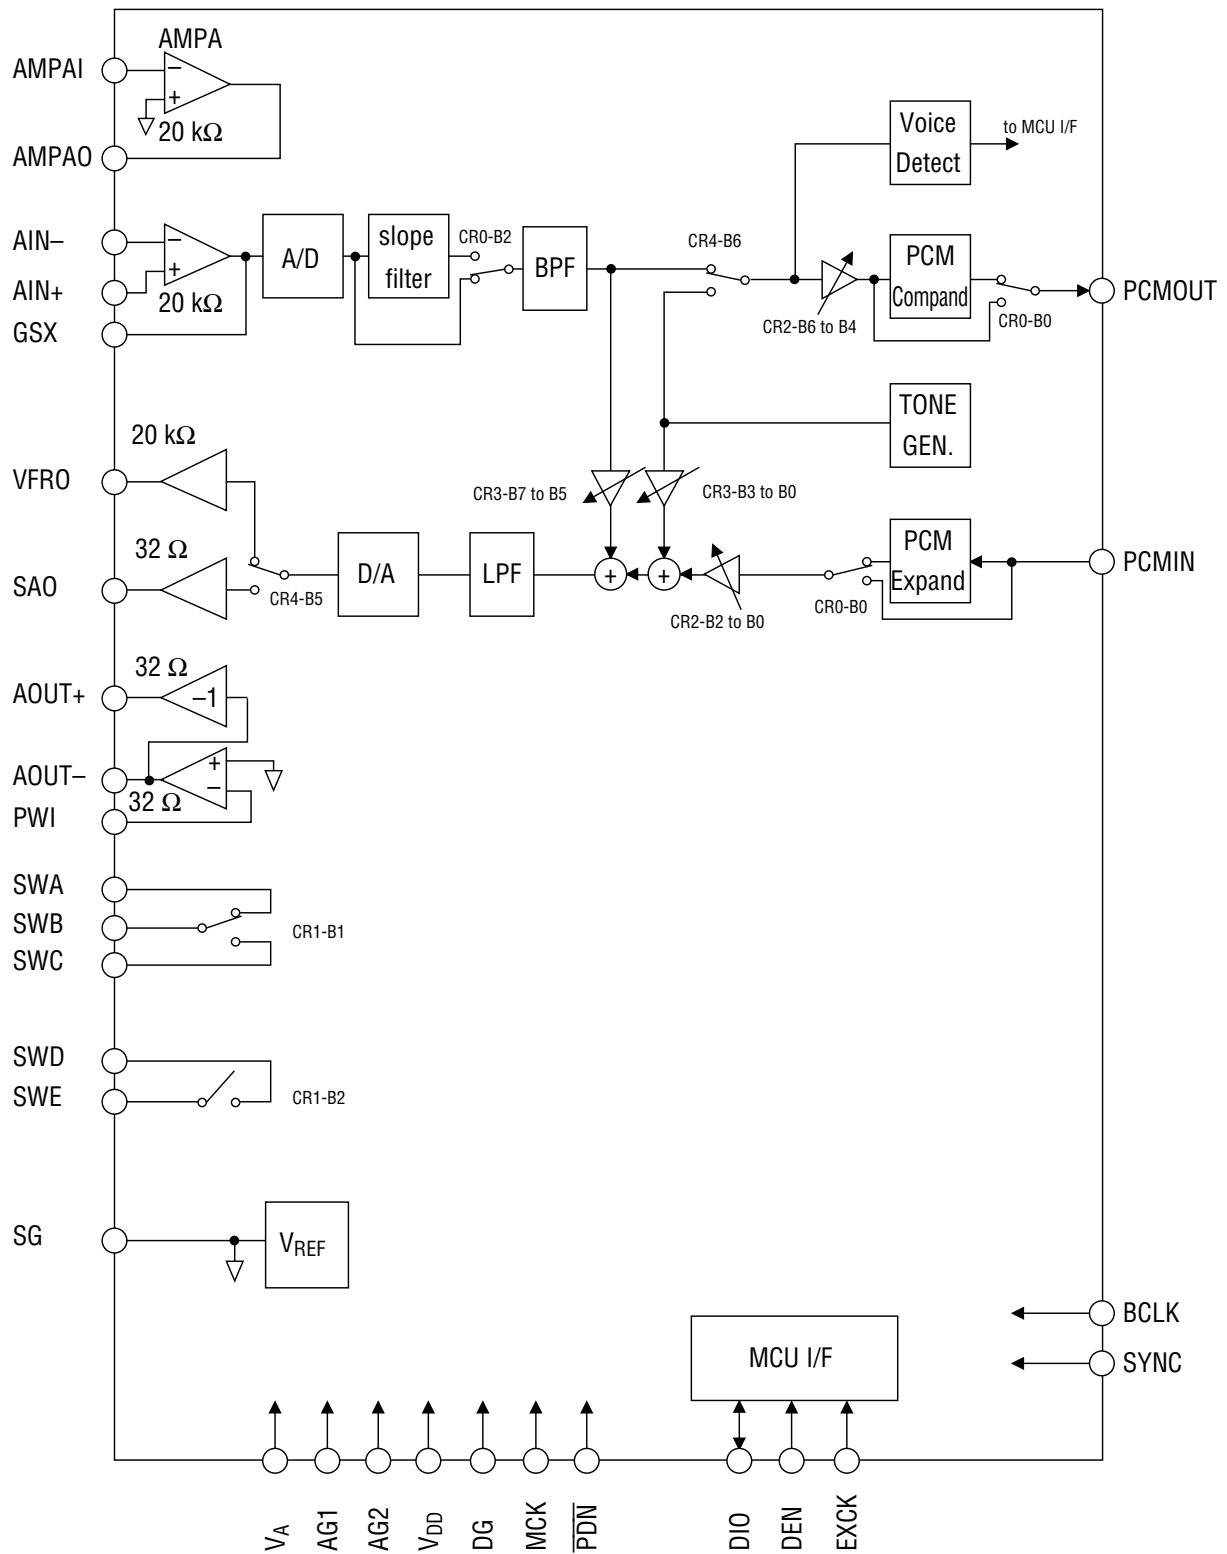 AMPA
AMPAI
−
+
20 kΩ
AMPAO
Voice
Detect
to MCU I/F
AIN−
AIN+
GSX
−
+
20 kΩ
A/D
slope
filter
CR0-B2
BPF
CR4-B6
CR2-B6 to B4
PCM
Compand
CR0-B0
PCMOUT
TONE
GEN.
20 kΩ
VFRO
CR3-B7 to B5
CR3-B3 to B0
32 Ω
SAO
CR4-B5
D/A
LPF
+
+
CR2-B2 to B0
CR0-B0
PCM
Expand
PCMIN
32 Ω
AOUT+
−1
AOUT−
+
−
32 Ω
PWI
SWA
SWB
SWC
CR1-B1
SWD
SWE
CR1-B2
SG
VREF
BCLK
SYNC
MCU I/F
VA
AG1
AG2
VDD
DG
MCK
PDN
DIO
DEN
EXCK